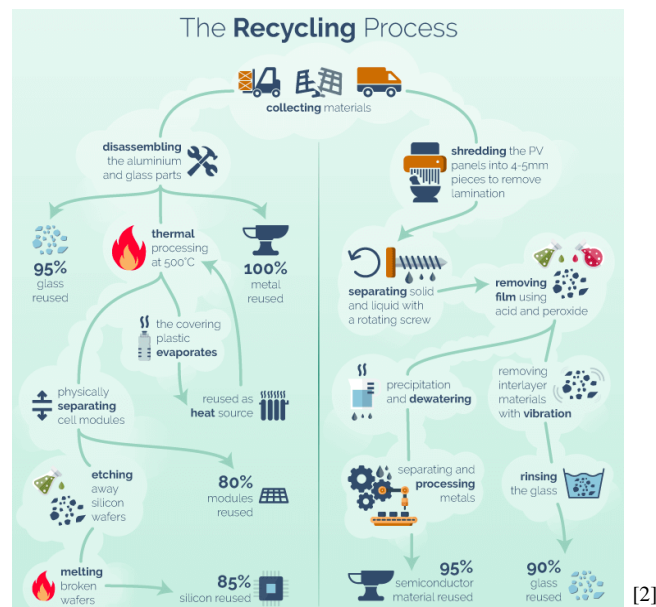 The Recycling Process
collecting materials
disassembling
the aluminium
and glass parts
95%
glass
reused
thermal
processing
at 500°C
100%
metal
reused
the covering
plastic
evaporates
reused as
heat source
physically
separating
cell modules
80%
modules
reused
etching
away
silicon
wafers
melting
broken
wafers
85%
silicon reused
shredding the PV
panels into 4-5mm
pieces to remove
lamination
separating solid
and liquid with
a rotating screw
removing
film using
acid and peroxide
precipitation
and dewatering
separating and
processing
metals
95%
semiconductor
material reused
removing
interlayer
materials
with vibration
rinsing
the glass
90%
glass
reused
[2]